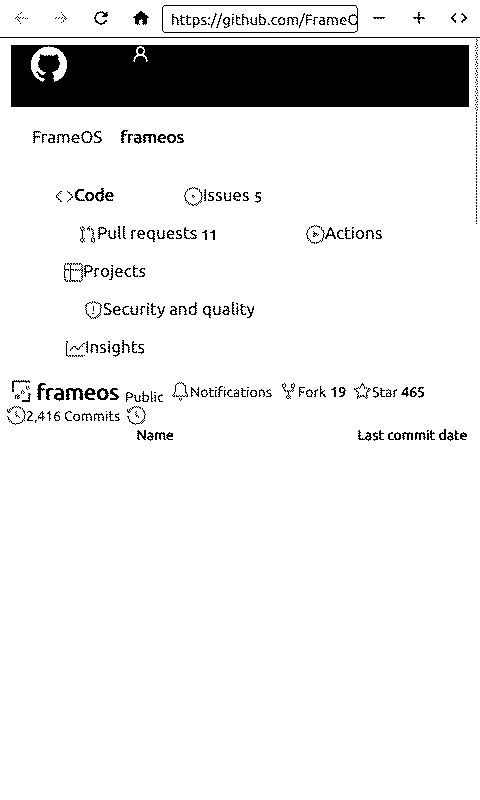 https://github.com/FrameO
FrameOS frameos
Code Issues 5
Pull requests 11 Actions
Projects
Security and quality
Insights
frameos Public Notifications Fork 19 Star 465
2,416 Commits
Name Last commit date